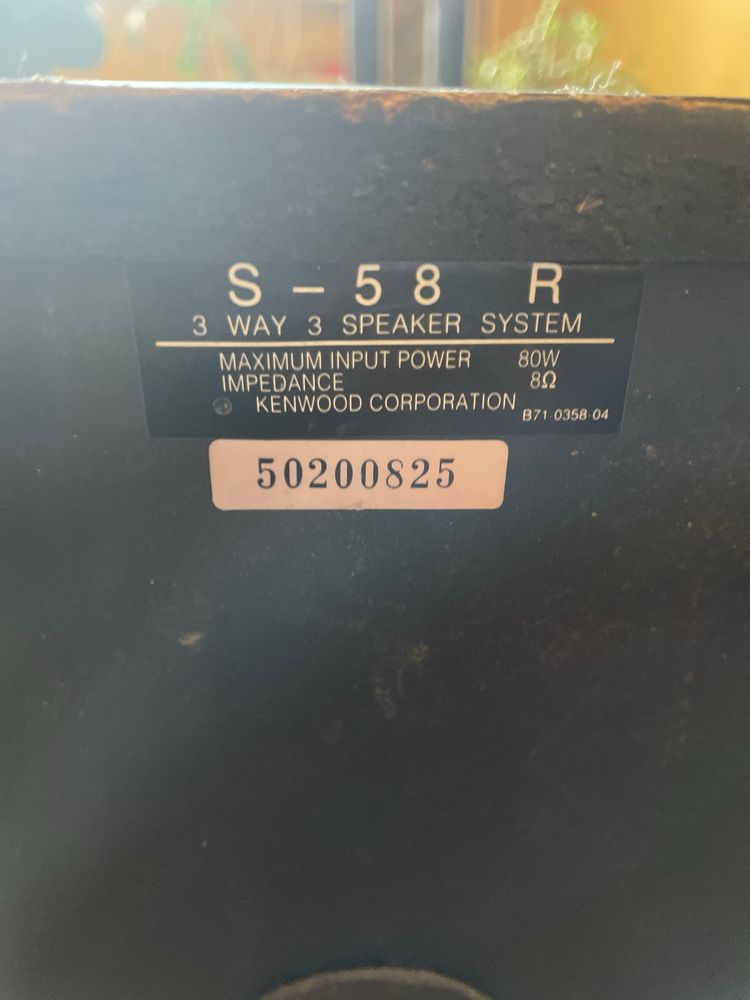 S - 58 R
3 WAY 3 SPEAKER SYSTEM
MAXIMUM INPUT POWER 80W
IMPEDANCE 8Ω
KENWOOD CORPORATION
B71-0358-04
50200825